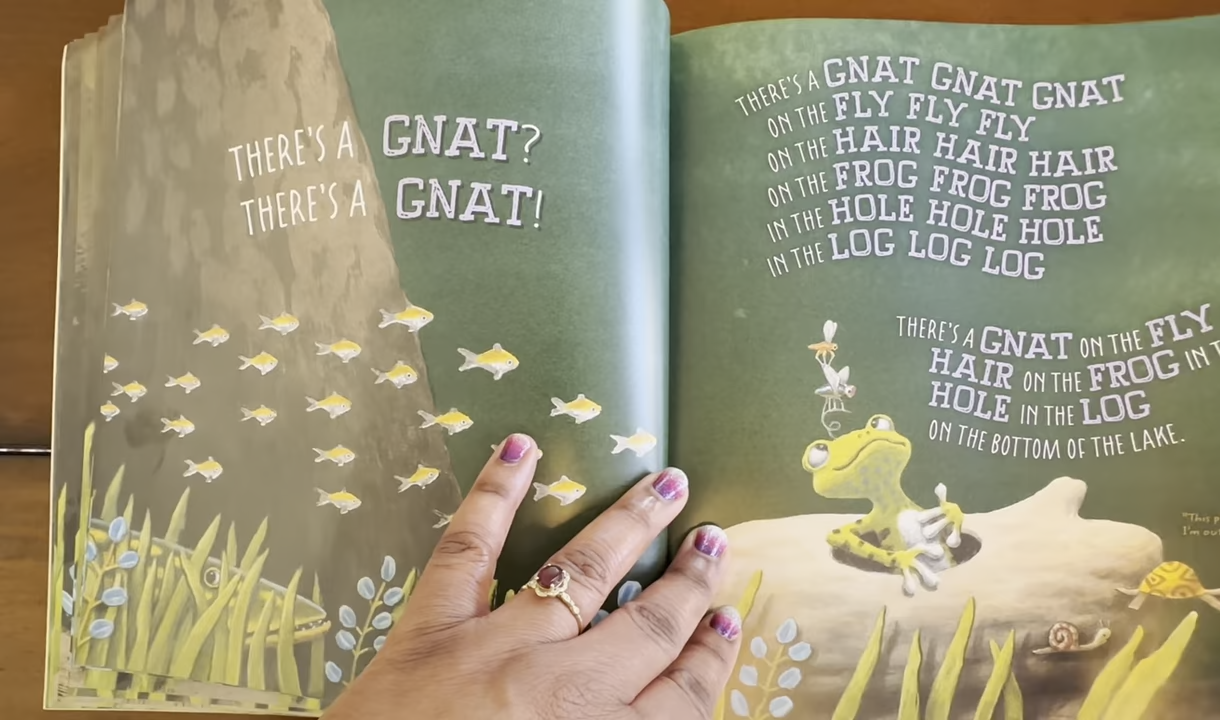 THERE'S A GNAT?
THERE'S A GNAT!
THERE'S A GNAT GNAT GNAT
ON THE FLY FLY FLY
ON THE HAIR HAIR HAIR
ON THE FROG FROG FROG
IN THE HOLE HOLE HOLE
IN THE LOG LOG LOG
THERE'S A GNAT ON THE FLY
HAIR ON THE FROG IN
HOLE IN THE LOG
ON THE BOTTOM OF THE LAKE.
"This
I'm